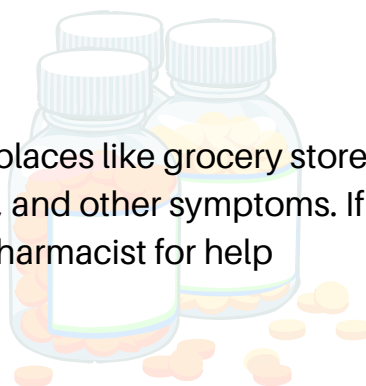 places like grocery store
, and other symptoms. If
harmacist for help